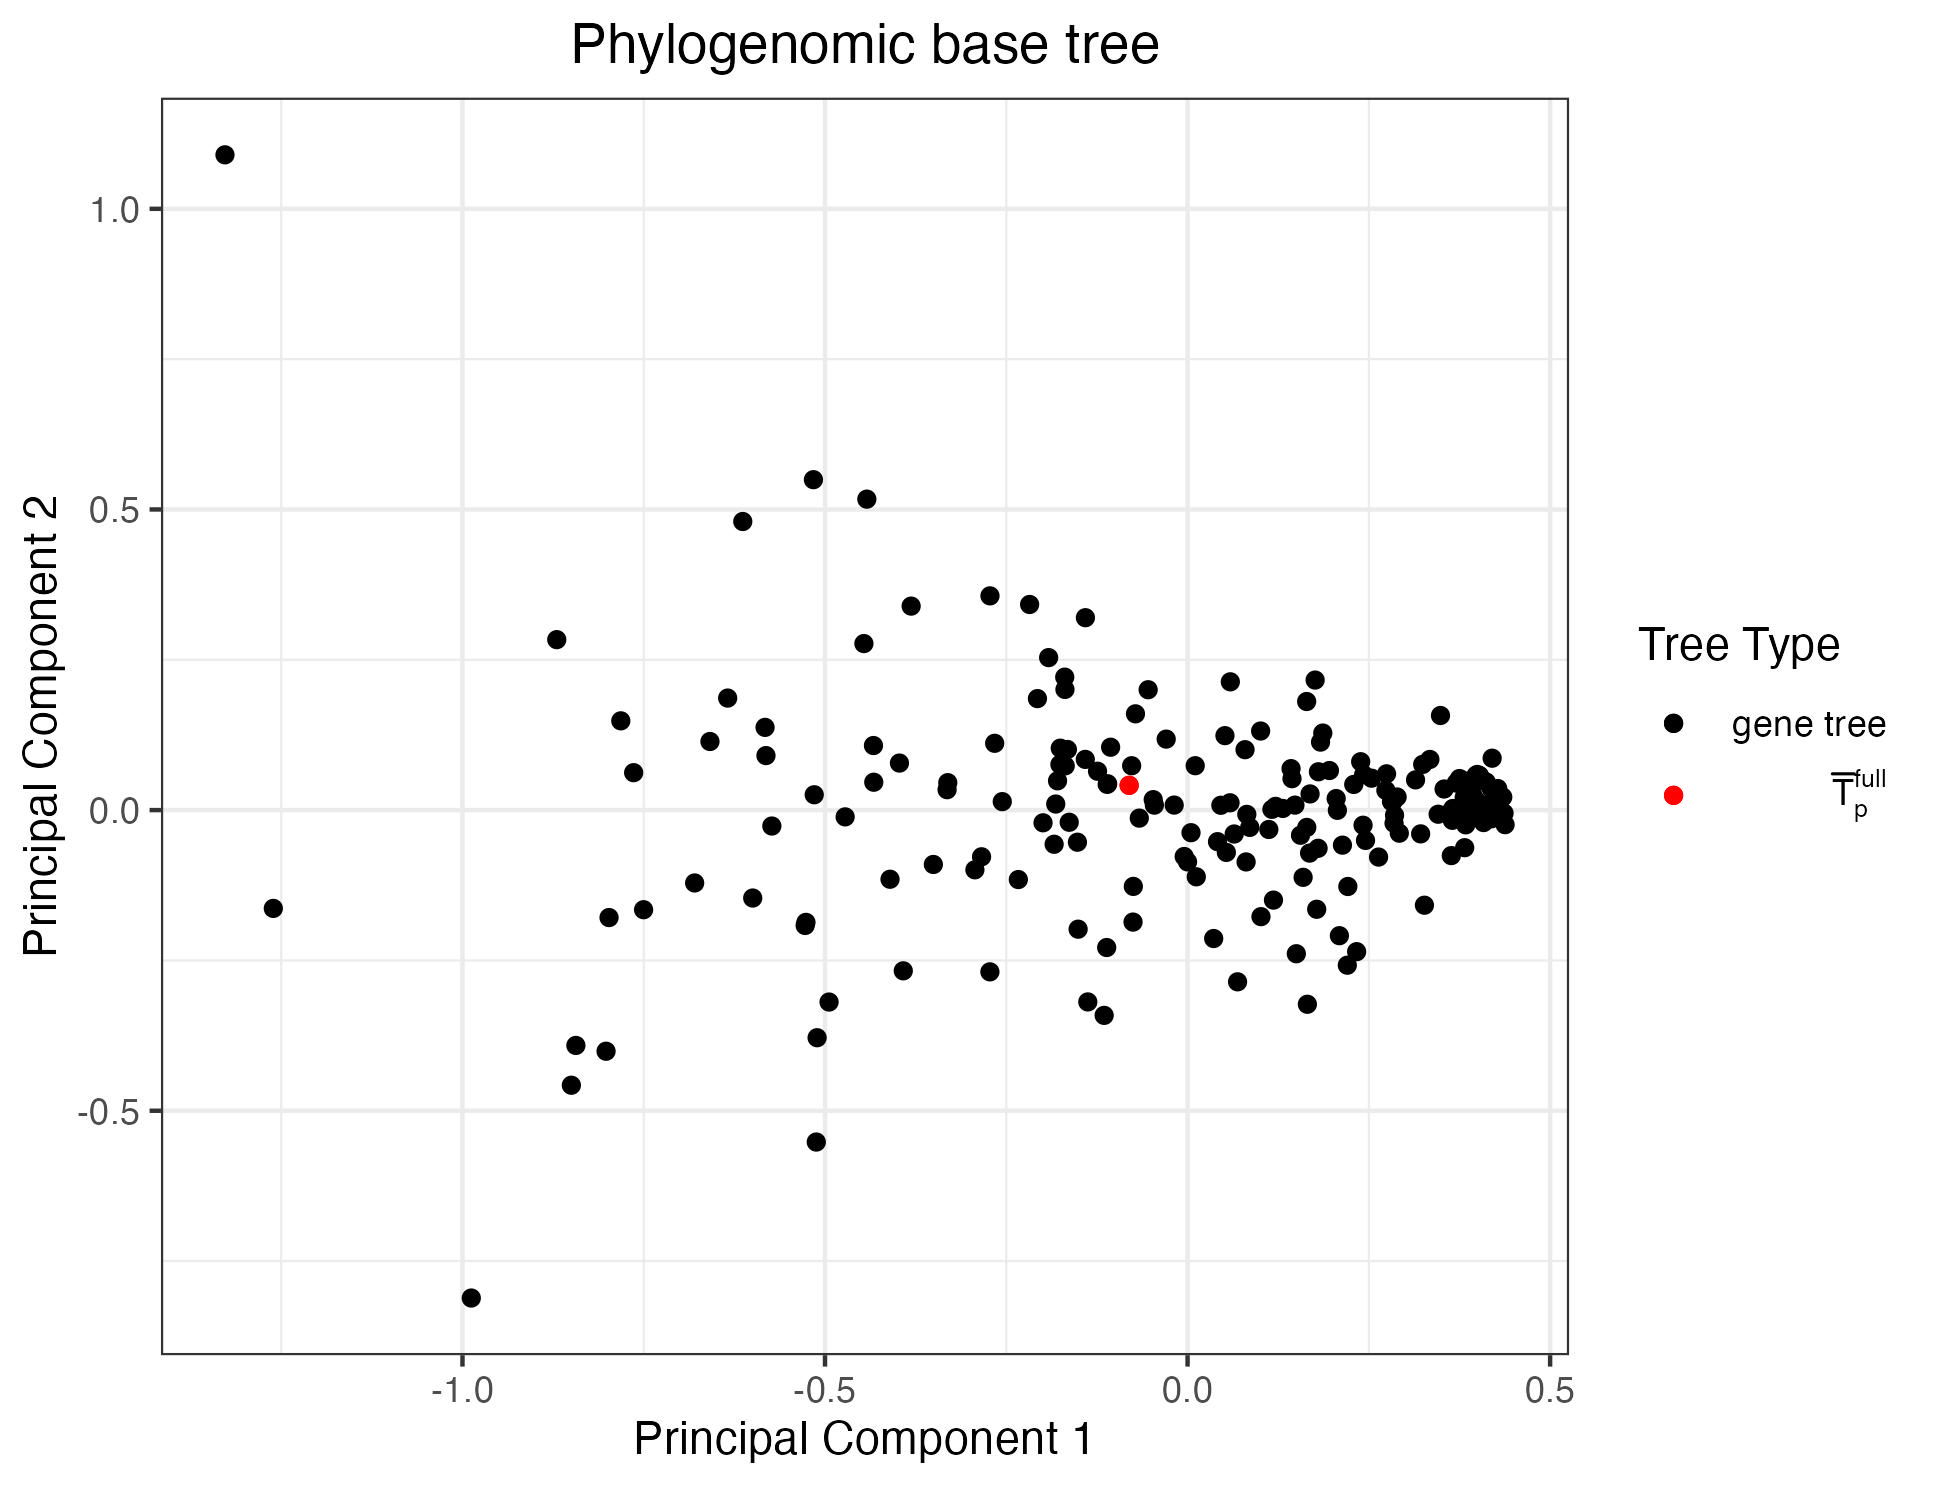 Phylogenomic base tree
Principal Component 2
1.0
0.5
0.0
-0.5
-1.0 -0.5 0.0 0.5
Principal Component 1
Tree Type
gene tree
T̅ₚᶠᵘˡˡ